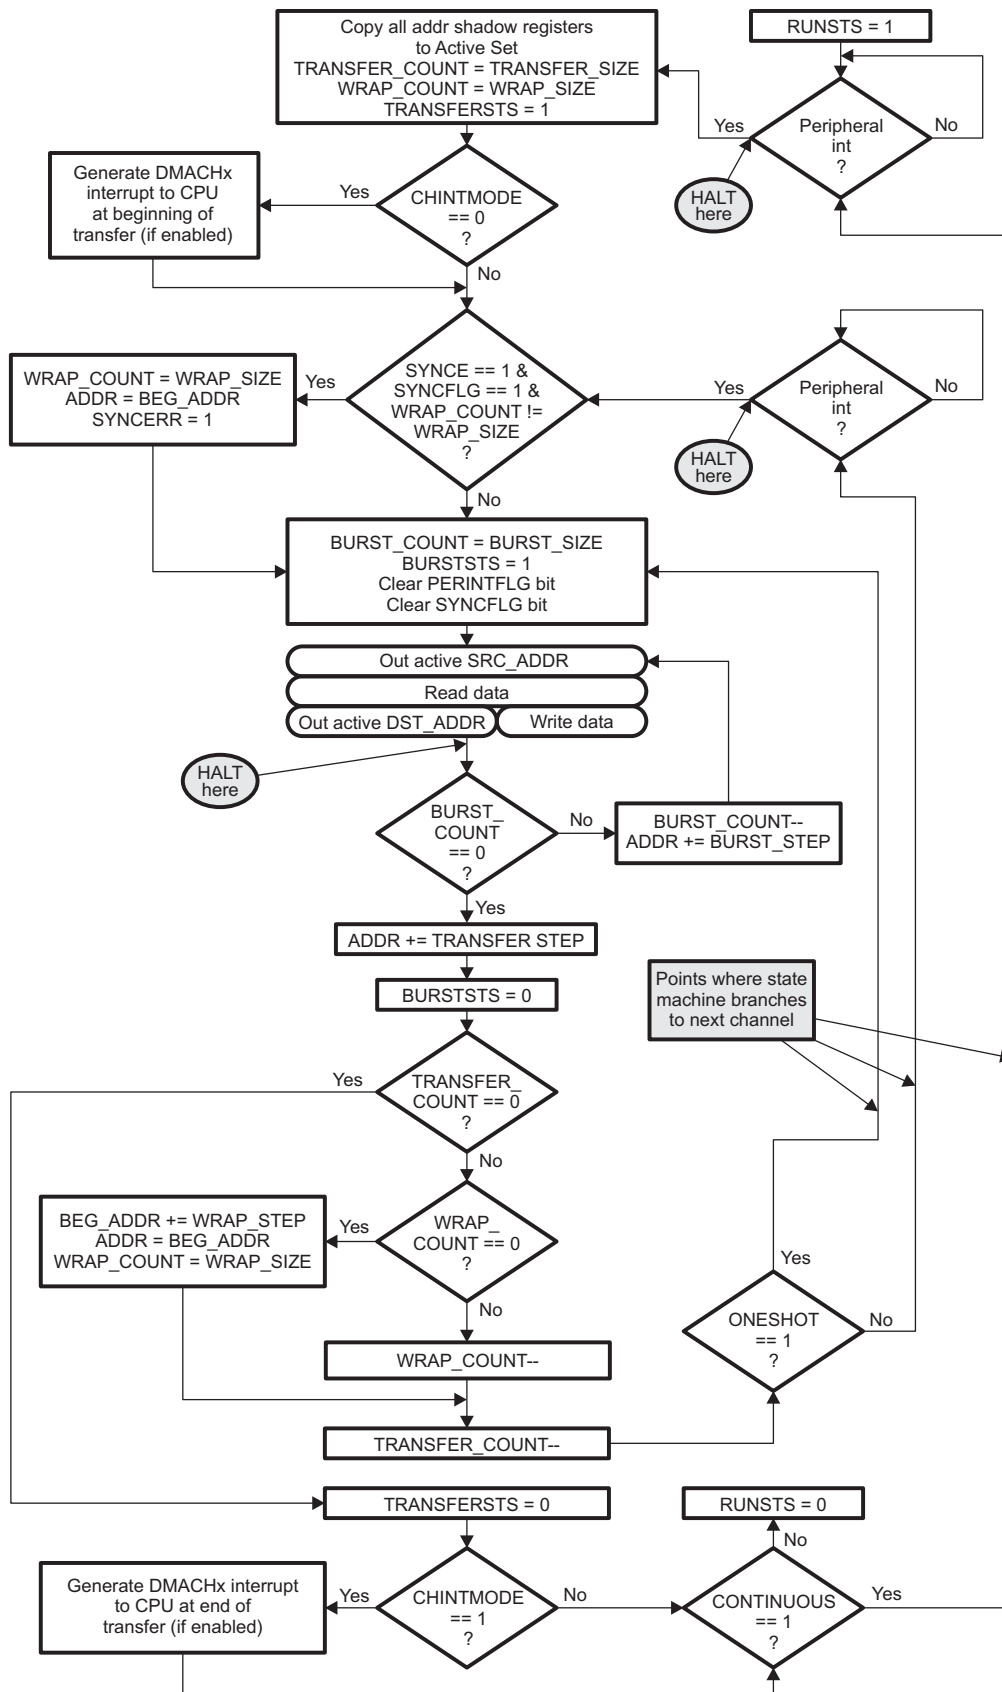 Copy all addr shadow registers
to Active Set
TRANSFER_COUNT = TRANSFER_SIZE
WRAP_COUNT = WRAP_SIZE
TRANSFERSTS = 1
RUNSTS = 1
Peripheral
int
?
Yes
No
HALT
here
Generate DMACHx
interrupt to CPU
at beginning of
transfer (if enabled)
Yes
CHINTMODE
== 0
?
No
WRAP_COUNT = WRAP_SIZE
ADDR = BEG_ADDR
SYNCERR = 1
Yes
SYNCE == 1 &
SYNCFLG == 1 &
WRAP_COUNT !=
WRAP_SIZE
?
No
Yes
Peripheral
int
?
No
HALT
here
BURST_COUNT = BURST_SIZE
BURSTSTS = 1
Clear PERINTFLG bit
Clear SYNCFLG bit
Out active SRC_ADDR
Read data
Out active DST_ADDR
Write data
HALT
here
BURST_
COUNT
== 0
?
No
BURST_COUNT--
ADDR += BURST_STEP
Yes
ADDR += TRANSFER STEP
BURSTSTS = 0
Points where state
machine branches
to next channel
Yes
TRANSFER_
COUNT == 0
?
No
BEG_ADDR += WRAP_STEP
ADDR = BEG_ADDR
WRAP_COUNT = WRAP_SIZE
Yes
WRAP_
COUNT == 0
?
No
WRAP_COUNT--
TRANSFER_COUNT--
Yes
ONESHOT
== 1
?
No
TRANSFERSTS = 0
RUNSTS = 0
No
Generate DMACHx interrupt
to CPU at end of
transfer (if enabled)
Yes
CHINTMODE
== 1
?
No
CONTINUOUS
== 1
?
Yes